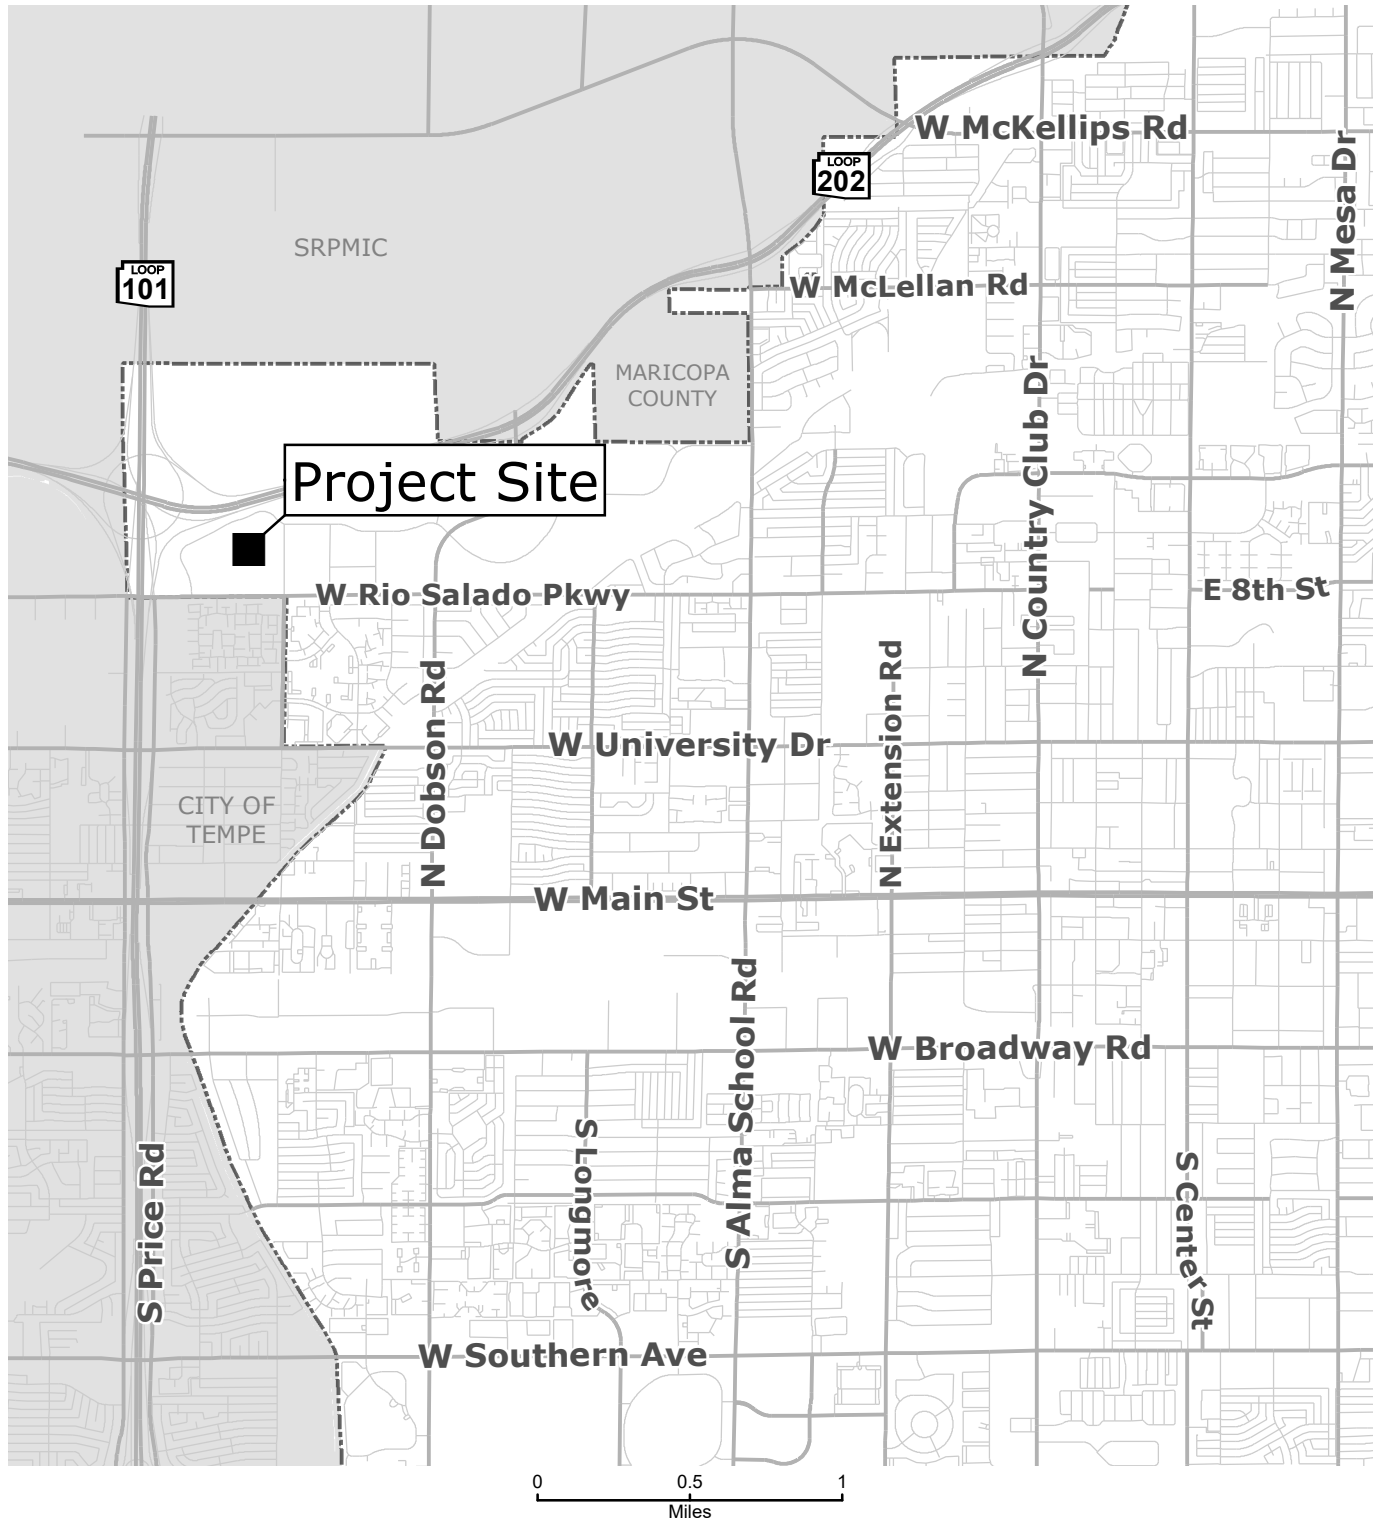 W McKellips Rd
LOOP
202
N Mesa Dr
SRPMIC
LOOP
101
W McLellan Rd
MARICOPA
COUNTY
N Country Club Dr
Project Site
W Rio Salado Pkwy
E 8th St
N Dobson Rd
N Extension Rd
W University Dr
CITY OF
TEMPE
W Main St
S Alma School Rd
W Broadway Rd
S Longmore
S Price Rd
S Center St
W Southern Ave
0 0.5 1
Miles